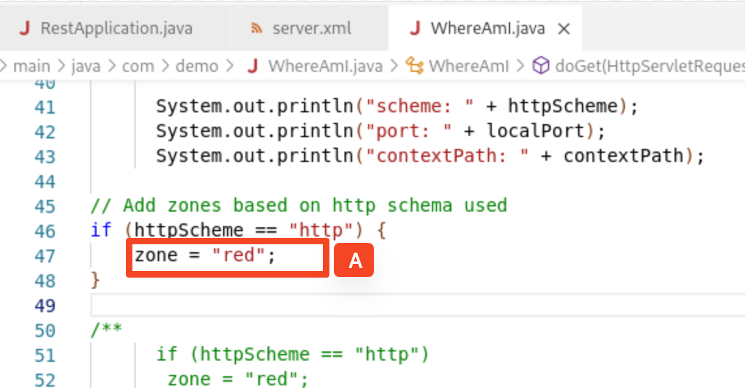 RestApplication.java server.xml WhereAmI.java
main > java > com > demo > WhereAmI.java > WhereAmI > doGet(HttpServletReques
40
41 System.out.println("scheme: " + httpScheme);
42 System.out.println("port: " + localPort);
43 System.out.println("contextPath: " + contextPath);
44
45 // Add zones based on http schema used
46 if (httpScheme == "http") {
47 zone = "red"; A
48 }
49
50 /**
51 if (httpScheme == "http")
52 zone = "red";